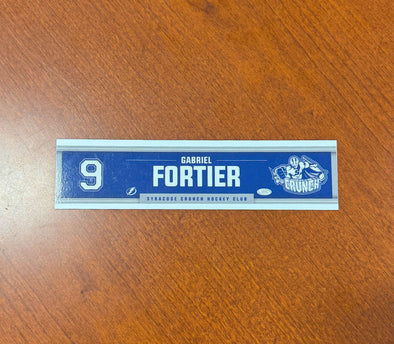 9
GABRIEL
FORTIER
CRUNCH
SYRACUSE CRUNCH HOCKEY CLUB